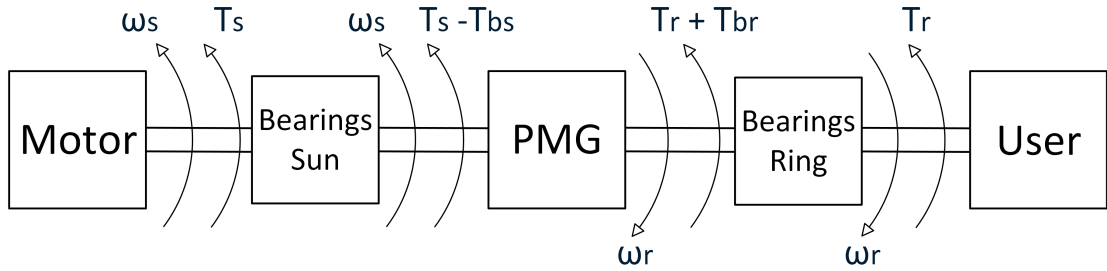 ωs Ts ωs Ts -Tbs Tr + Tbr Tr
Motor
Bearings
Sun
PMG
Bearings
Ring
User
ωr ωr